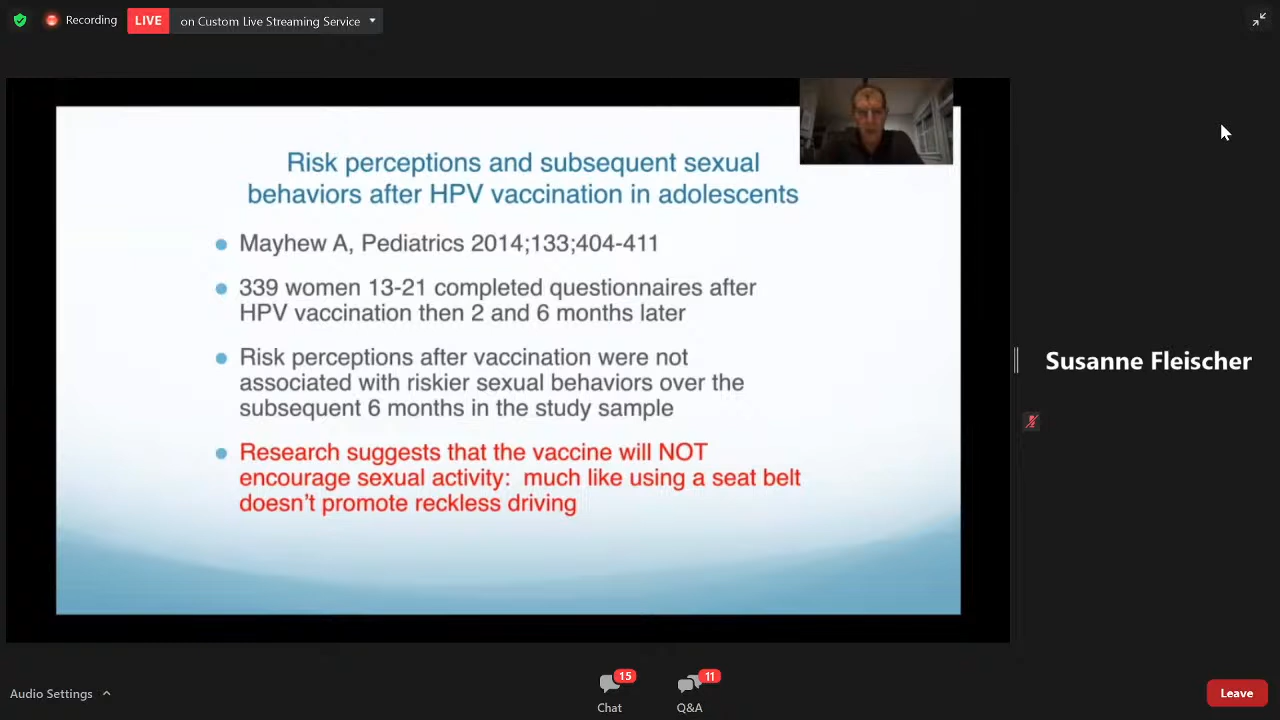 Recording
LIVE
on Custom Live Streaming Service
Risk perceptions and subsequent sexual
behaviors after HPV vaccination in adolescents
Mayhew A, Pediatrics 2014;133;404-411
339 women 13-21 completed questionnaires after
HPV vaccination then 2 and 6 months later
Risk perceptions after vaccination were not
associated with riskier sexual behaviors over the
subsequent 6 months in the study sample
Research suggests that the vaccine will NOT
encourage sexual activity:  much like using a seat belt
doesn’t promote reckless driving
Susanne Fleischer
Audio Settings
15
Chat
11
Q&A
Leave